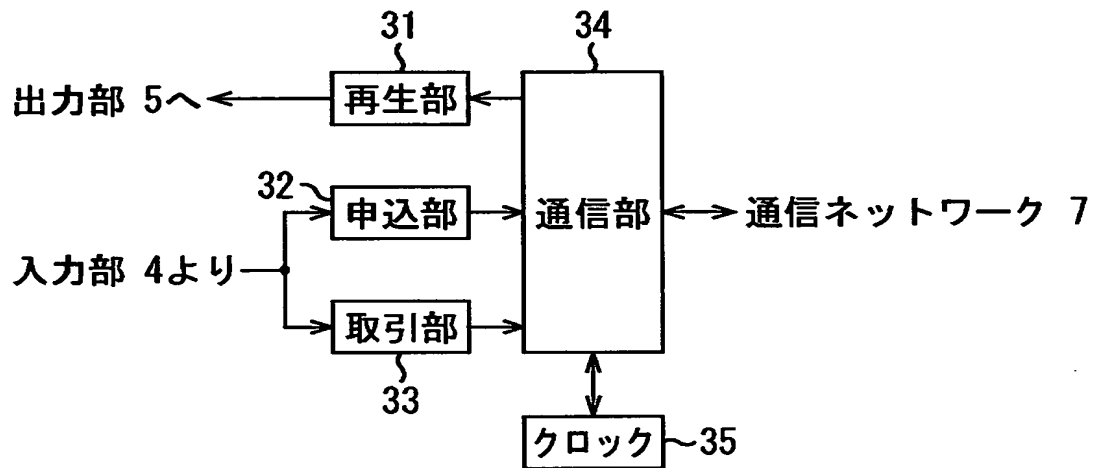 31
34
出力部 5へ
再生部
32
申込部
通信部
通信ネットワーク 7
入力部 4より
取引部
33
クロック
35